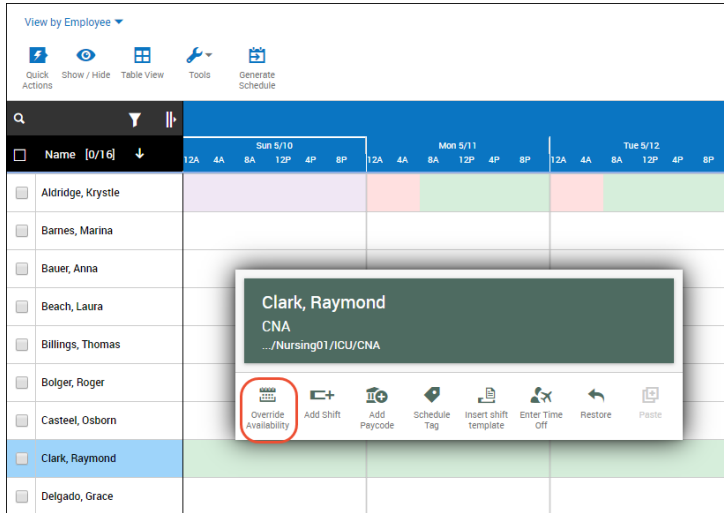 View by Employee
Quick Actions
Show / Hide
Table View
Tools
Generate Schedule
Name [0/16]
Sun 5/10
Mon 5/11
Tue 5/12
12A 4A 8A 12P 4P 8P 12A 4A 8A 12P 4P 8P 12A 4A 8A 12P 4P 8P
Aldridge, Krystle
Barnes, Marina
Bauer, Anna
Beach, Laura
Billings, Thomas
Bolger, Roger
Casteel, Osborn
Clark, Raymond
Delgado, Grace
Clark, Raymond
CNA
.../Nursing01/ICU/CNA
Override Availability
Add Shift
Add Paycode
Schedule Tag
Insert shift template
Enter Time Off
Restore
Paste